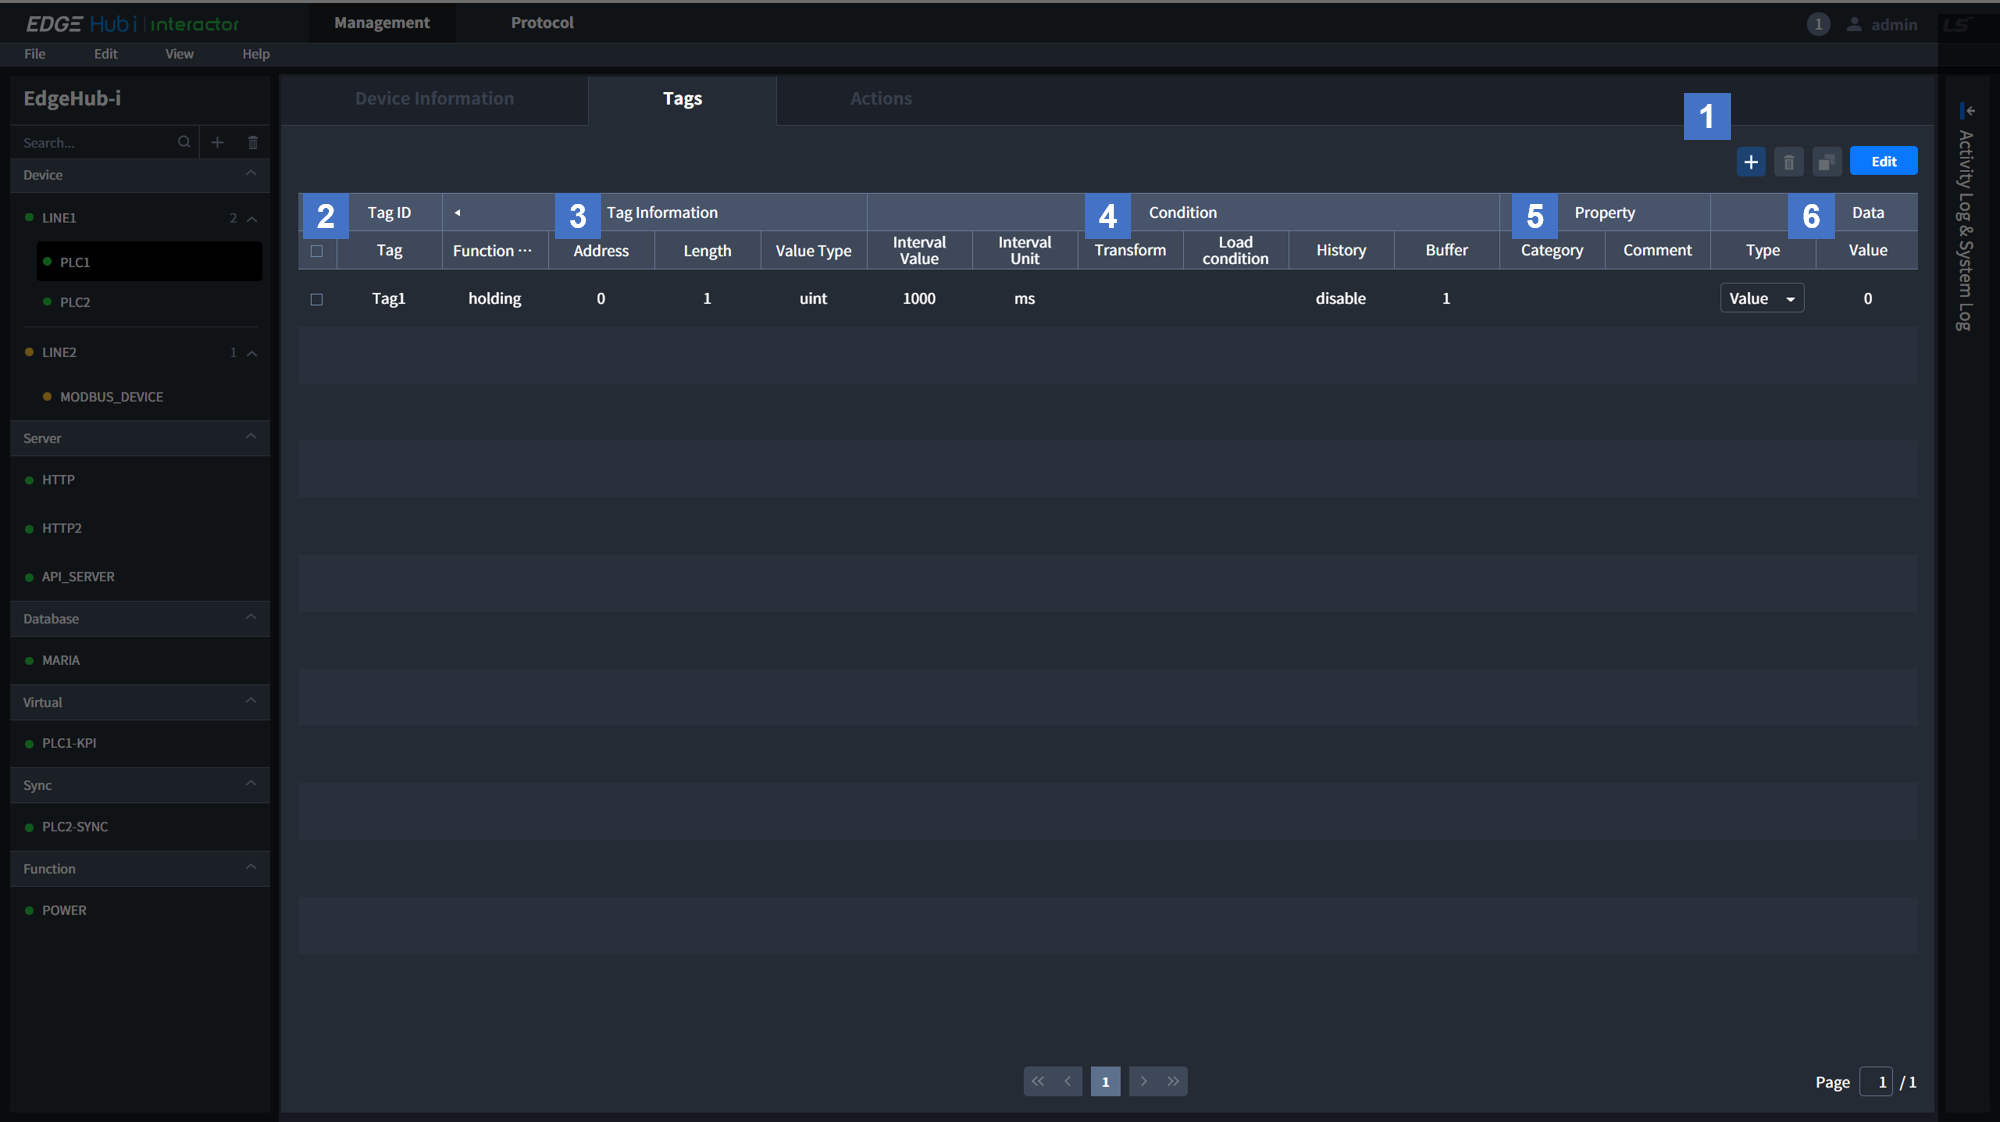 EDGE Hub i | interactor
Management
Protocol
1
admin
LS
File
Edit
View
Help
EdgeHub-i
Search...
Device
LINE1
2
PLC1
PLC2
LINE2
1
MODBUS_DEVICE
Server
HTTP
HTTP2
API_SERVER
Database
MARIA
Virtual
PLC1-KPI
Sync
PLC2-SYNC
Function
POWER
Device Information
Tags
Actions
1
Edit
2
Tag ID
3
Tag Information
4
Condition
5
Property
6
Data
Tag
Function ···
Address
Length
Value Type
Interval
Value
Interval
Unit
Transform
Load
condition
History
Buffer
Category
Comment
Type
Value
Tag1
holding
0
1
uint
1000
ms
disable
1
Value
0
1
Page 1 / 1
Activity Log & System Log